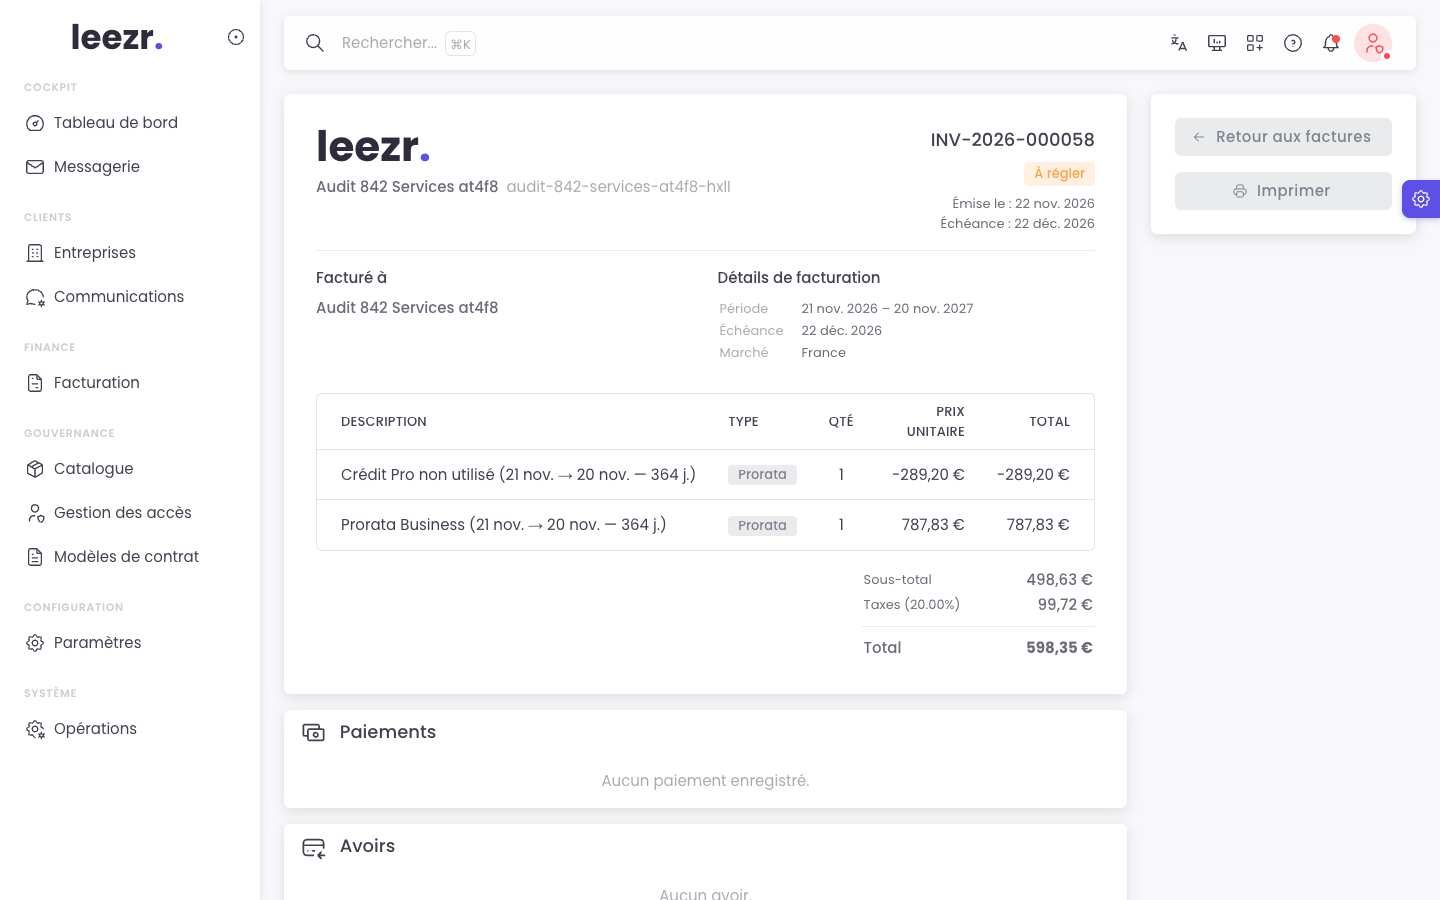 leezr.
COCKPIT
Tableau de bord
Messagerie
CLIENTS
Entreprises
Communications
FINANCE
Facturation
GOUVERNANCE
Catalogue
Gestion des accès
Modèles de contrat
CONFIGURATION
Paramètres
SYSTÈME
Opérations
Rechercher... ⌘K
leezr.
Audit 842 Services at4f8 audit-842-services-at4f8-hxll
INV-2026-000058
À régler
Émise le : 22 nov. 2026
Échéance : 22 déc. 2026
Facturé à
Audit 842 Services at4f8
Détails de facturation
Période 21 nov. 2026 – 20 nov. 2027
Échéance 22 déc. 2026
Marché France
DESCRIPTION TYPE QTÉ PRIX UNITAIRE TOTAL
Crédit Pro non utilisé (21 nov. → 20 nov. — 364 j.) Prorata 1 -289,20 € -289,20 €
Prorata Business (21 nov. → 20 nov. — 364 j.) Prorata 1 787,83 € 787,83 €
Sous-total 498,63 €
Taxes (20.00%) 99,72 €
Total 598,35 €
Paiements
Aucun paiement enregistré.
Avoirs
Aucun avoir.
Retour aux factures
Imprimer